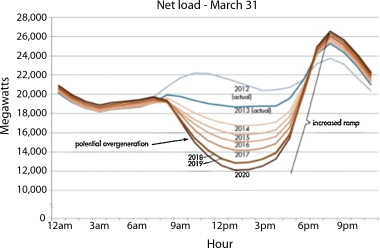 Net load - March 31
Megawatts
28,000
26,000
24,000
22,000
20,000
18,000
16,000
14,000
12,000
10,000
0
2012
(actual)
2013 (actual)
2014
2015
2016
2017
2018
2019
2020
potential overgeneration
increased ramp
12am
3am
6am
9am
12pm
3pm
6pm
9pm
Hour